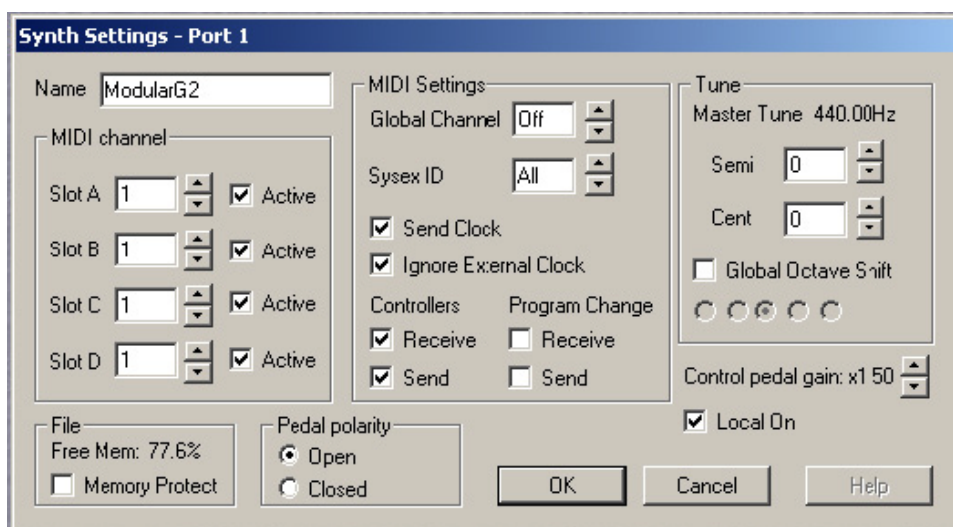 Synth Settings - Port 1
Name ModularG2
MIDI channel
Slot A 1 Active
Slot B 1 Active
Slot C 1 Active
Slot D 1 Active
MIDI Settings
Global Channel Off
Sysex ID All
Send Clock
Ignore External Clock
Controllers Program Change
Receive Receive
Send Send
Tune
Master Tune 440.00Hz
Semi 0
Cent 0
Global Octave Shift
Control pedal gain: x1 50
Local On
File
Free Mem: 77.6%
Memory Protect
Pedal polarity
Open
Closed
OK Cancel Help